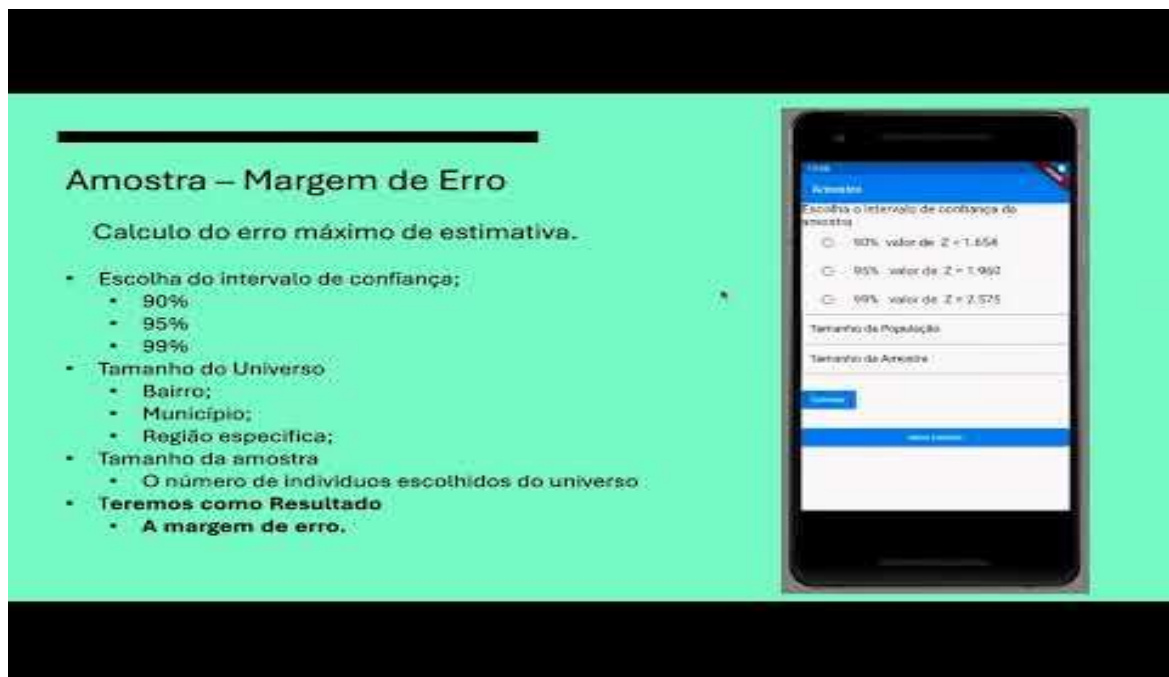 Amostra – Margem de Erro
Calculo do erro máximo de estimativa.
• Escolha do intervalo de confiança;
• 90%
• 95%
• 99%
• Tamanho do Universo
• Bairro;
• Município;
• Região especifica;
• Tamanho da amostra
• O número de individuos escolhidos do universo
• Teremos como Resultado
• A margem de erro.
Escolha o intervalo de confiança da
amostra
90% valor de Z = 1.654
95% valor de Z = 1.960
99% valor de Z = 2.575
Tamanho da População
Tamanho da Amostra